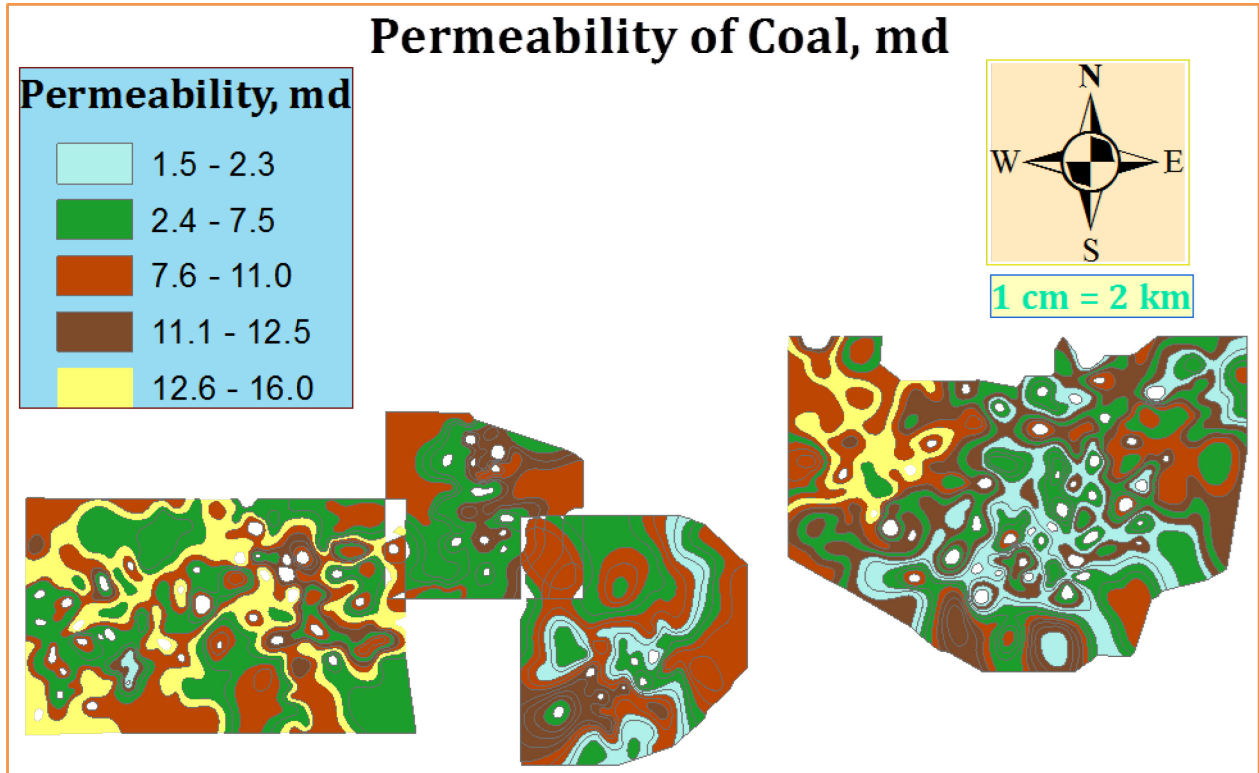 Permeability of Coal, md
Permeability, md
1.5 - 2.3
2.4 - 7.5
7.6 - 11.0
11.1 - 12.5
12.6 - 16.0
N
W E
S
1 cm = 2 km